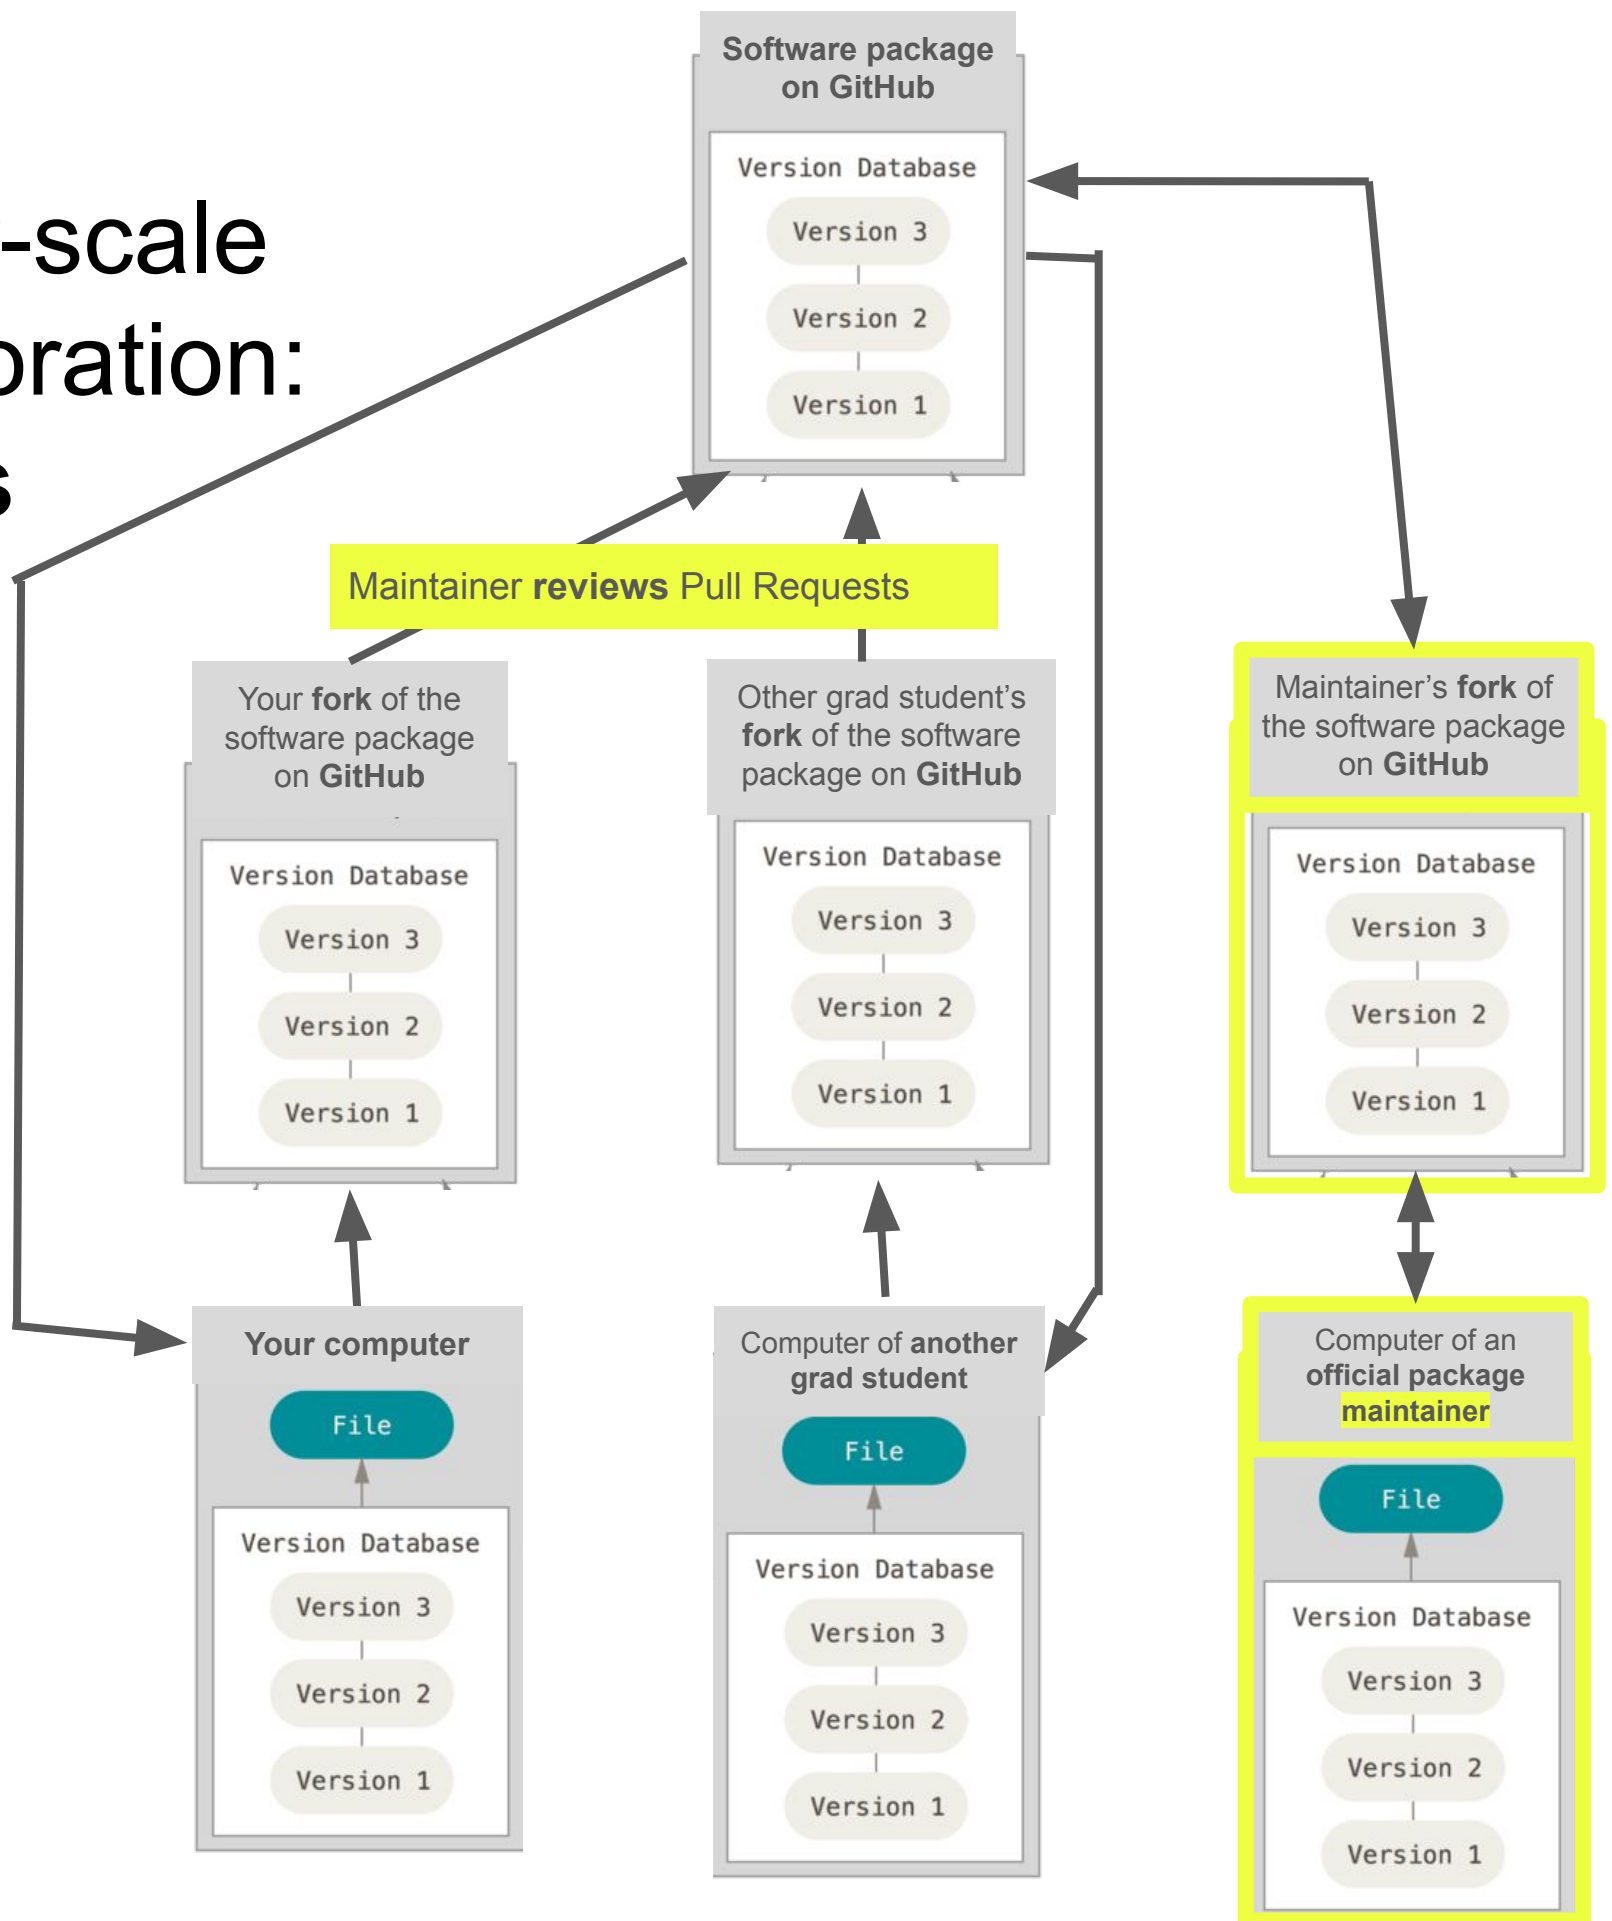 Software package
on GitHub
Version Database
Version 3
Version 2
Version 1
-scale
oration:
s
Maintainer reviews Pull Requests
Your fork of the
software package
on GitHub
Version Database
Version 3
Version 2
Version 1
Other grad student's
fork of the software
package on GitHub
Version Database
Version 3
Version 2
Version 1
Maintainer's fork of
the software package
on GitHub
Version Database
Version 3
Version 2
Version 1
Your computer
File
Version Database
Version 3
Version 2
Version 1
Computer of another
grad student
File
Version Database
Version 3
Version 2
Version 1
Computer of an
official package
maintainer
File
Version Database
Version 3
Version 2
Version 1